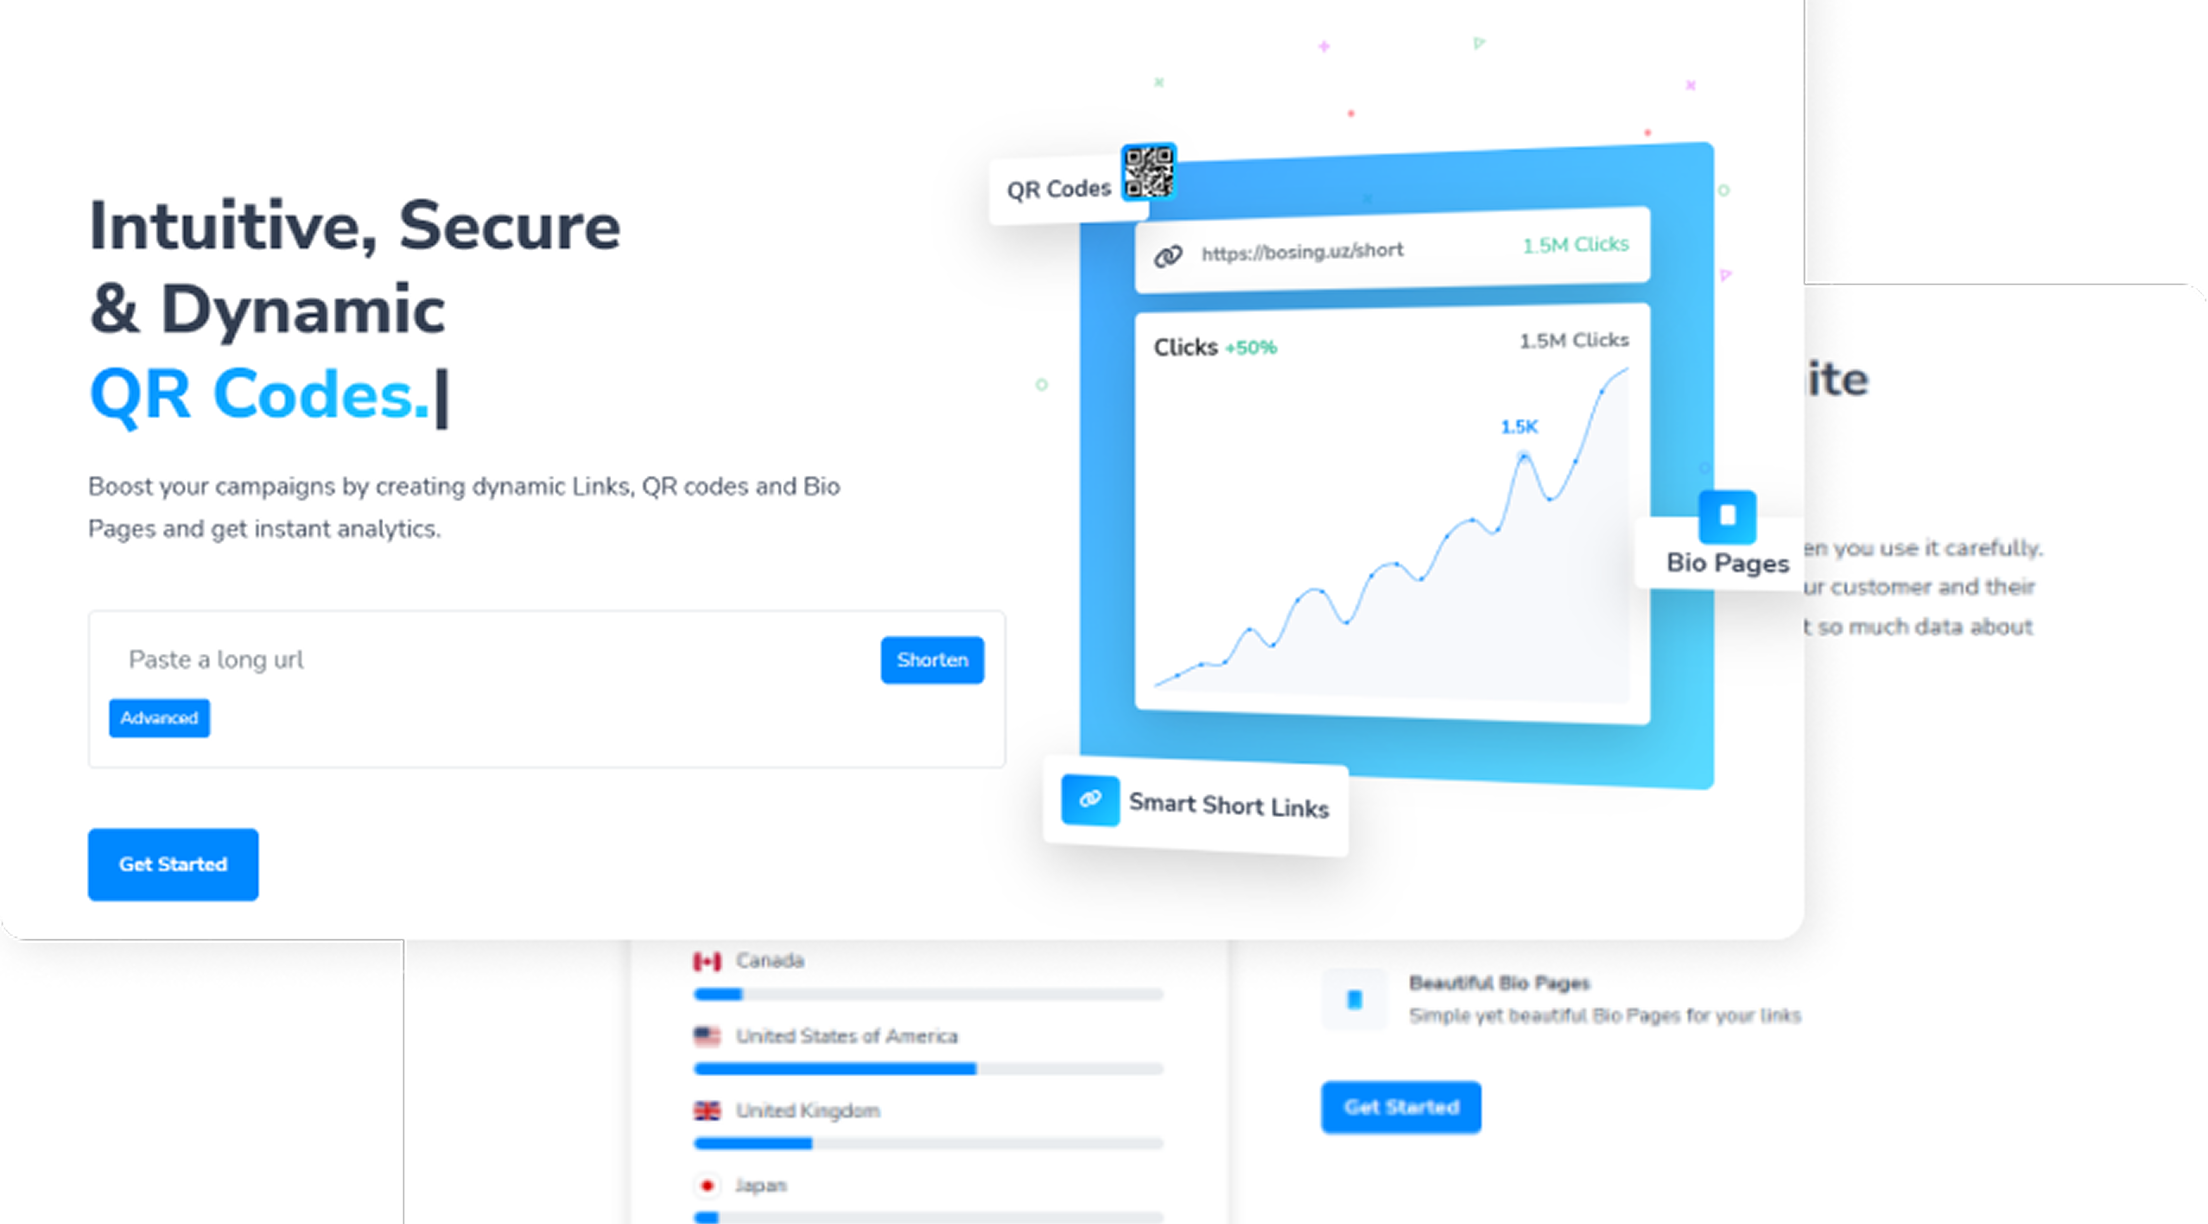 Intuitive, Secure
& Dynamic
QR Codes.
Boost your campaigns by creating dynamic Links, QR codes and Bio
Pages and get instant analytics.
Paste a long url
Shorten
Advanced
Get Started
QR Codes
https://bosing.uz/short
1.5M Clicks
Clicks +50%
1.5M Clicks
1.5K
Bio Pages
Smart Short Links
ite
en you use it carefully.
ur customer and their
t so much data about
Canada
United States of America
United Kingdom
Japan
Beautiful Bio Pages
Simple yet beautiful Bio Pages for your links
Get Started